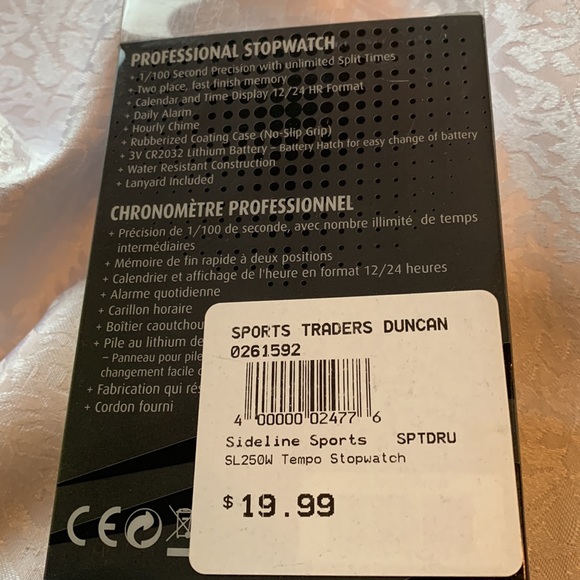 PROFESSIONAL STOPWATCH
+ 1/100 Second Precision with unlimited Split Times
+ Two place, fast finish memory
+ Calendar and Time Display 12/24 HR Format
+ Daily Alarm
+ Hourly Chime
+ Rubberized Coating Case (No-Slip Grip)
+ 3V CR2032 Lithium Battery – Battery Hatch for easy change of battery
+ Water Resistant Construction
+ Lanyard Included
CHRONOMÈTRE PROFESSIONNEL
+ Précision de 1/100 de seconde, avec nombre illimité de temps
intermédiaires
+ Mémoire de fin rapide à deux positions
+ Calendrier et affichage de l'heure en format 12/24 heures
+ Alarme quotidienne
+ Carillon horaire
+ Boîtier caoutchou
+ Pile au lithium de
– Panneau pour pile
changement facile
+ Fabrication qui rés
+ Cordon fourni
CE
SPORTS TRADERS DUNCAN
0261592
4 00000 02477 6
Sideline Sports SPTDRU
SL250W Tempo Stopwatch
$19.99